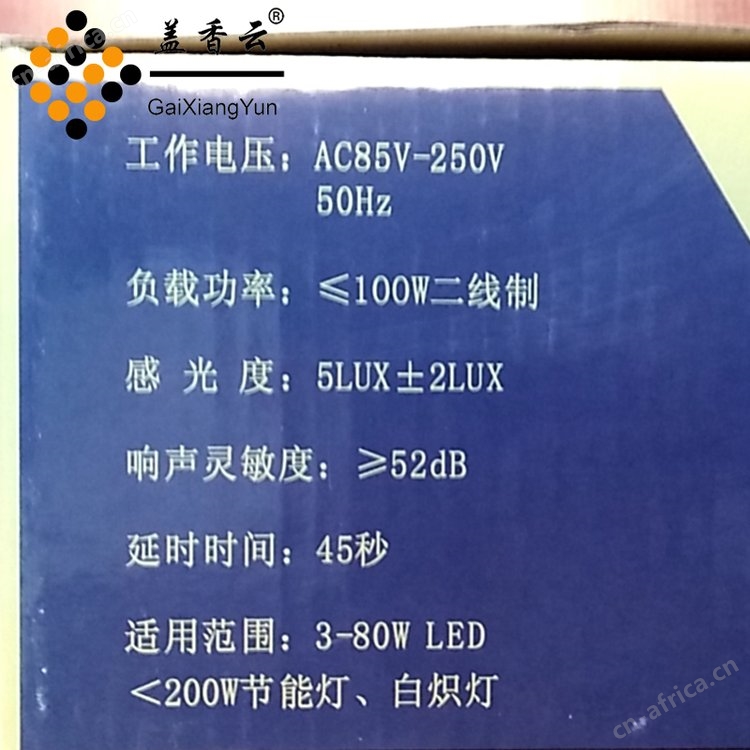 盖香云®
GaiXiangYun
工作电压：AC85V-250V
50Hz
负载功率：≤100W二线制
感 光 度：5LUX±2LUX
响声灵敏度：≥52dB
延时时间：45秒
适用范围：3-80W LED
<200W节能灯、白炽灯
cn.africa.cn